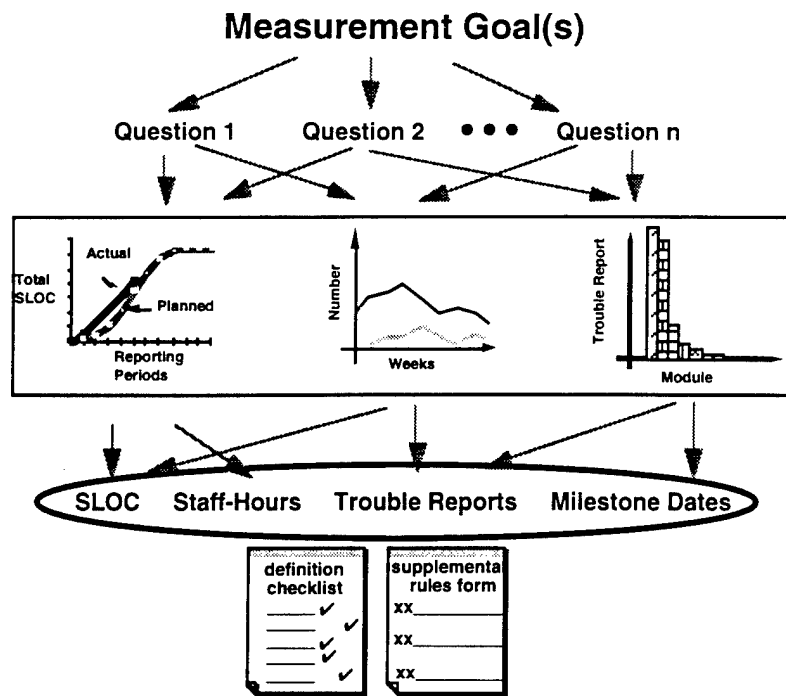 Measurement Goal(s)
Question 1 Question 2 • • • Question n
Total
SLOC
Actual
Planned
Reporting
Periods
Number
Weeks
Trouble Report
Module
SLOC Staff-Hours Trouble Reports Milestone Dates
definition
checklist
supplemental
rules form
xx
xx
xx